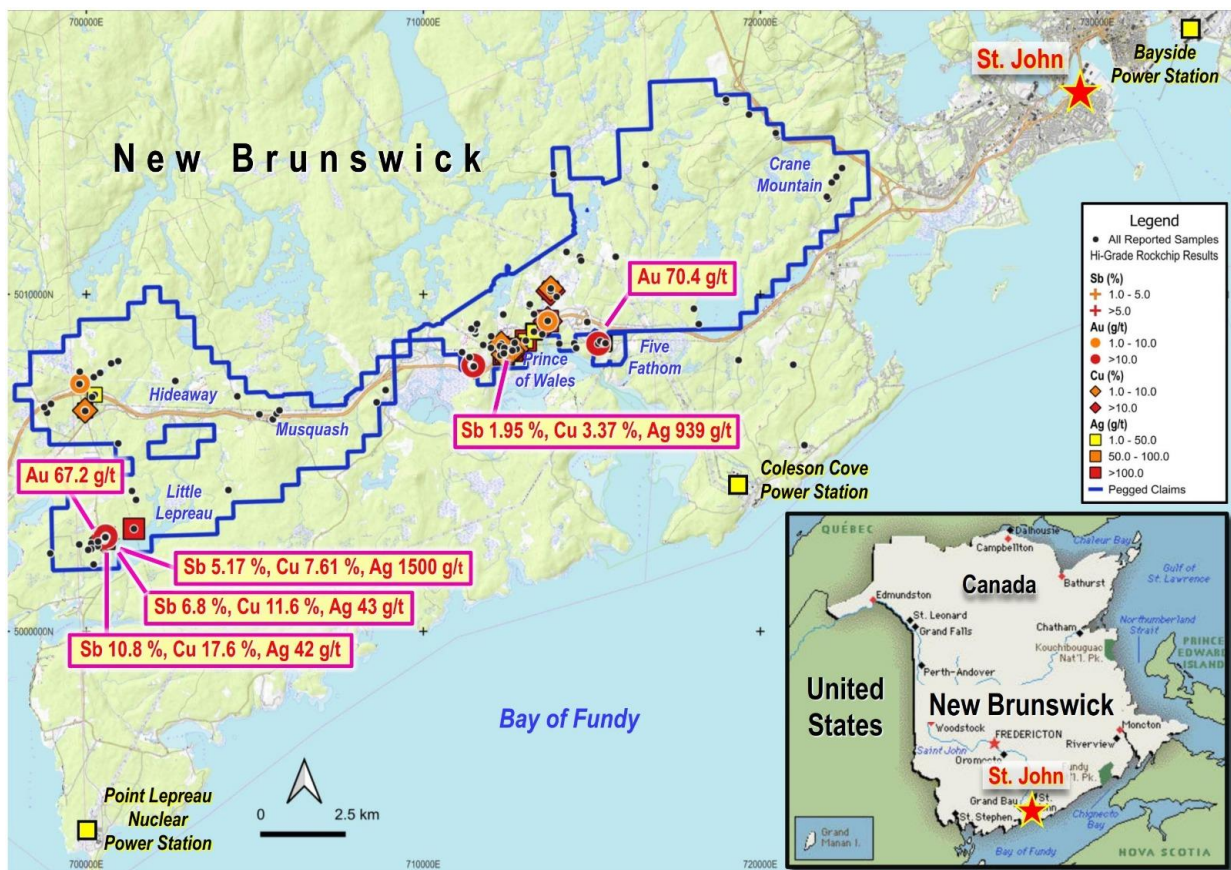 700000E
710000E
720000E
730000E
St. John
Bayside
Power Station
New Brunswick
Crane
Mountain
Legend
All Reported Samples
Hi-Grade Rockchip Results
Sb (%)
1.0 - 5.0
>5.0
Au (g/t)
1.0 - 10.0
>10.0
Cu (%)
1.0 - 10.0
>10.0
Ag (g/t)
1.0 - 50.0
50.0 - 100.0
>100.0
Pegged Claims
5010000N
Au 70.4 g/t
Five
Fathom
Prince
of Wales
Hideaway
Musquash
Sb 1.95 %, Cu 3.37 %, Ag 939 g/t
Au 67.2 g/t
Little
Lepreau
Coleson Cove
Power Station
Sb 5.17 %, Cu 7.61 %, Ag 1500 g/t
Sb 6.8 %, Cu 11.6 %, Ag 43 g/t
Sb 10.8 %, Cu 17.6 %, Ag 42 g/t
5000000N
Bay of Fundy
Point Lepreau
Nuclear
Power Station
0 2.5 km
700000E
710000E
720000E
QUÉBEC
Dalhousie
Campbellton
Chaleur Bay
Canada
Bathurst
Gulf of
St. Lawrence
Edmundston
St. Leonard
Grand Falls
Chatham
Northumberland
Strait
Kouchibouguac
Nat'l. Pk.
PRINCE
EDWARD
ISLAND
Perth-Andover
United
States
New Brunswick
Woodstock
FREDERICTON
Moncton
Riverview
Saint John
Oromocto
Fundy
Pk.
St. John
Grand Bay
St.
St. Stephen
Chignecto
Bay
Grand
Manan I.
Bay of Fundy
NOVA SCOTIA